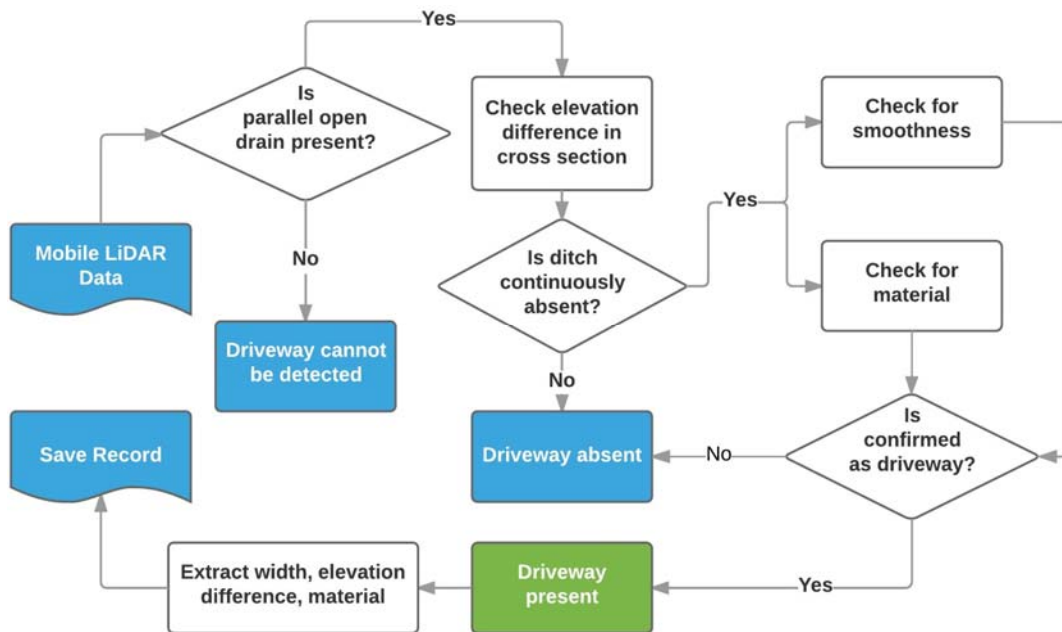 Yes
Is
parallel open
drain present?
Check elevation
difference in
cross section
Check for
smoothness
Yes
Mobile LiDAR
Data
No
Is ditch
continuously
absent?
Check for
material
Driveway cannot
be detected
No
Save Record
Driveway absent
No
Is
confirmed
as driveway?
Extract width, elevation
difference, material
Driveway
present
Yes